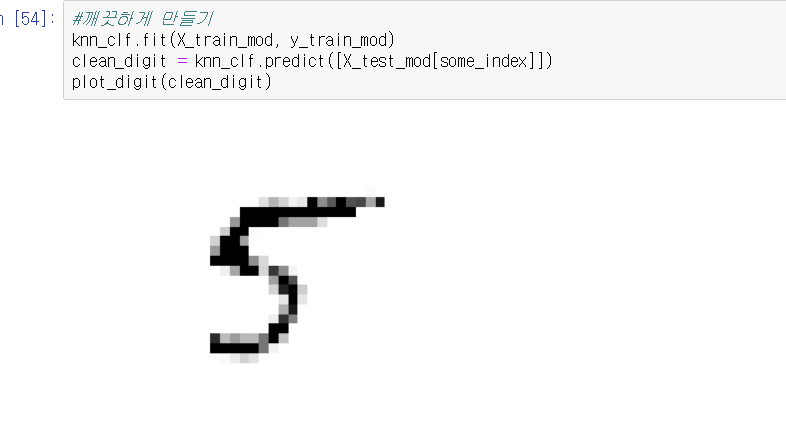 n [54]:
#깨끗하게 만들기
knn_clf.fit(X_train_mod, y_train_mod)
clean_digit = knn_clf.predict([X_test_mod[some_index]])
plot_digit(clean_digit)
5